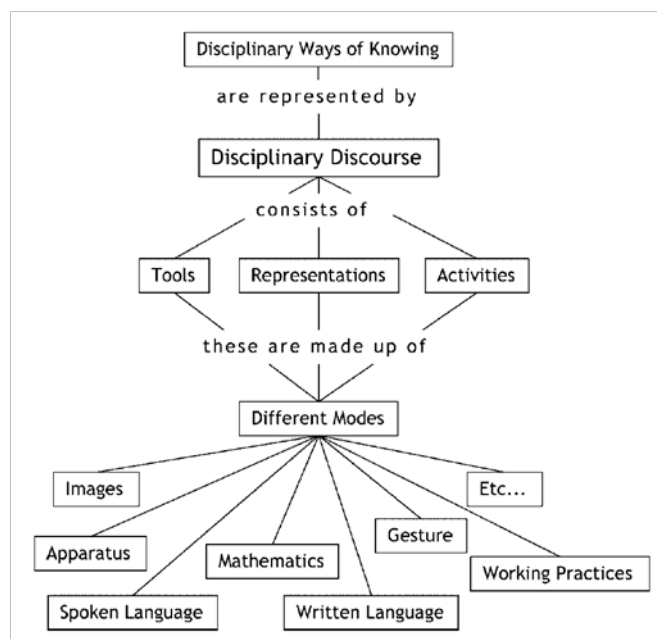 Disciplinary Ways of Knowing
are represented by
Disciplinary Discourse
consists of
Tools
Representations
Activities
these are made up of
Different Modes
Images
Etc...
Apparatus
Mathematics
Gesture
Working Practices
Spoken Language
Written Language